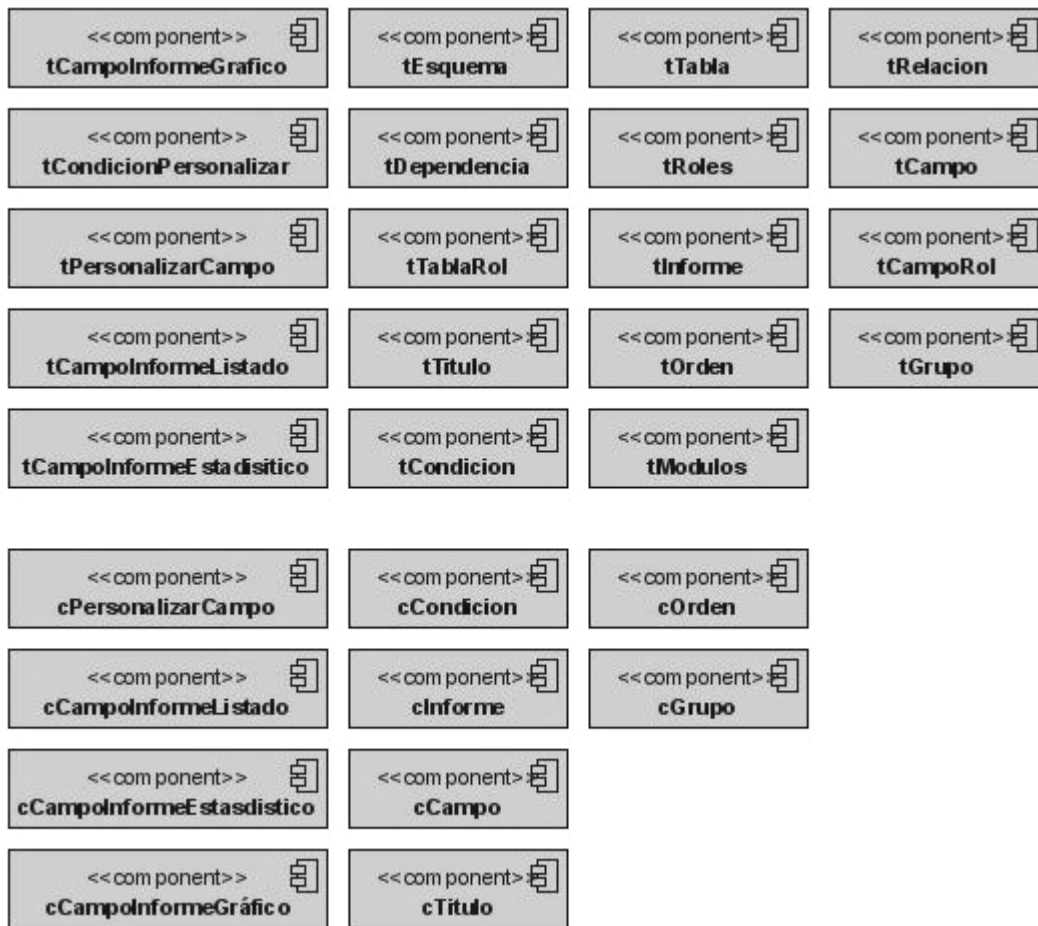 <<component>>
tCampoInformeGrafico
<<component>>
tEsquema
<<component>>
tTabla
<<component>>
tRelacion
<<component>>
tCondicionPersonalizar
<<component>>
tDependencia
<<component>>
tRoles
<<component>>
tCampo
<<component>>
tPersonalizarCampo
<<component>>
tTablaRol
<<component>>
tInforme
<<component>>
tCampoRol
<<component>>
tCampoInformeListado
<<component>>
tTitulo
<<component>>
tOrden
<<component>>
tGrupo
<<component>>
tCampoInformeEstadisitico
<<component>>
tCondicion
<<component>>
tModulos
<<component>>
cPersonalizarCampo
<<component>>
cCondicion
<<component>>
cOrden
<<component>>
cCampoInformeListado
<<component>>
cInforme
<<component>>
cGrupo
<<component>>
cCampoInformeEstasdistico
<<component>>
cCampo
<<component>>
cCampoInformeGráfico
<<component>>
cTitulo